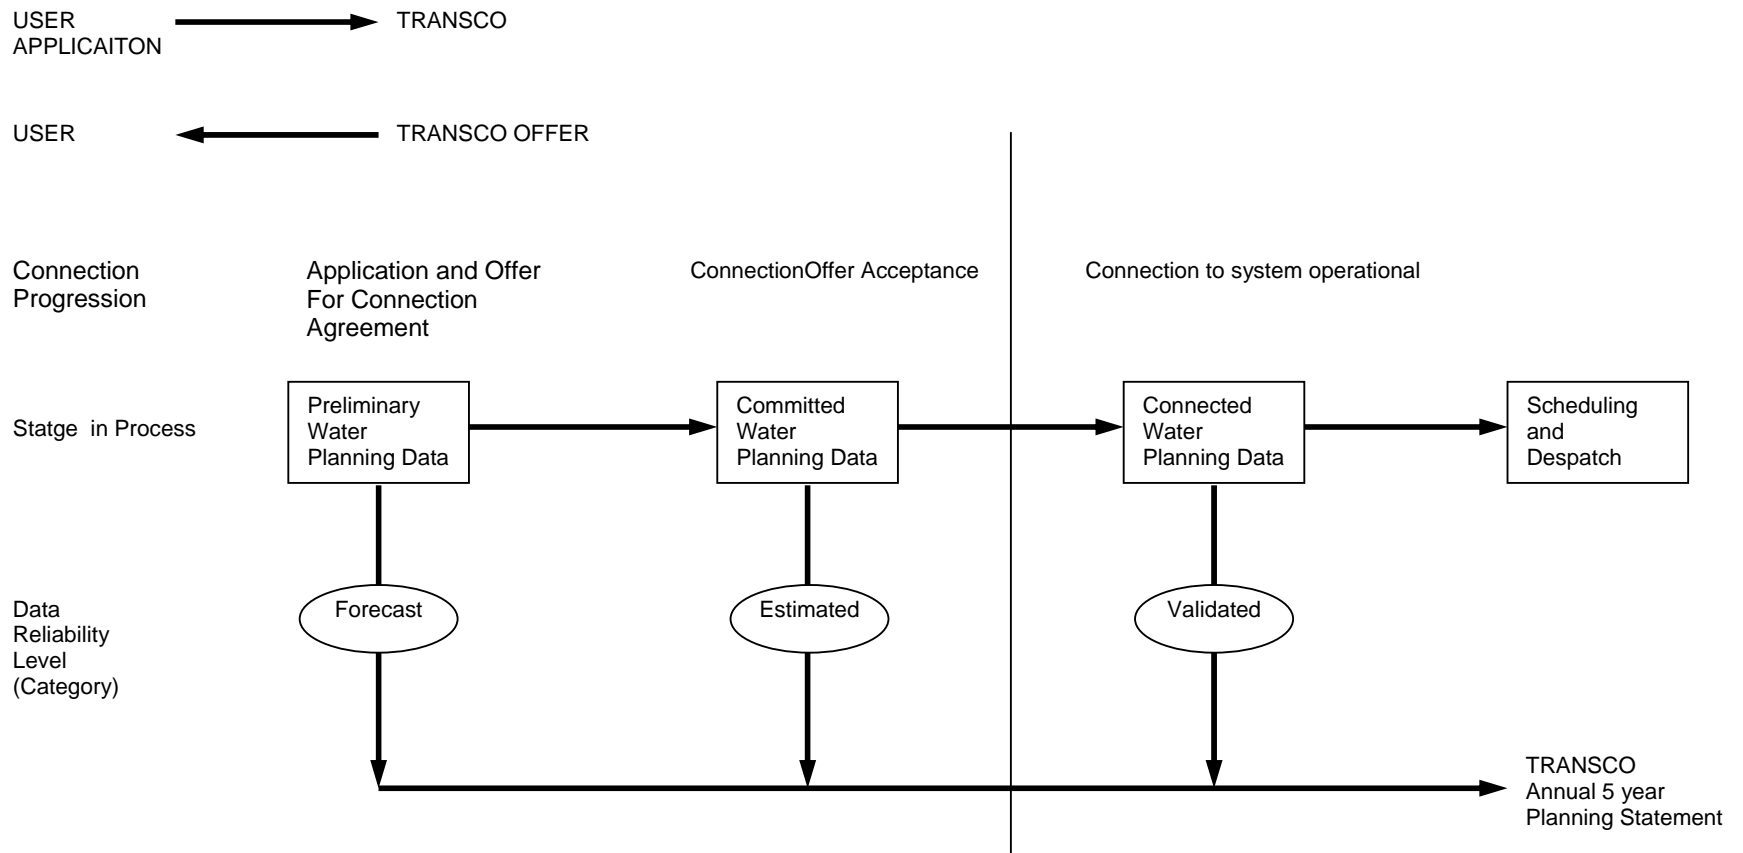 USER
APPLICAITON
TRANSCO
USER
TRANSCO OFFER
Connection
Progression
Application and Offer
For Connection
Agreement
ConnectionOffer Acceptance
Connection to system operational
Statge in Process
Preliminary
Water
Planning Data
Committed
Water
Planning Data
Connected
Water
Planning Data
Scheduling
and
Despatch
Data
Reliability
Level
(Category)
Forecast
Estimated
Validated
TRANSCO
Annual 5 year
Planning Statement